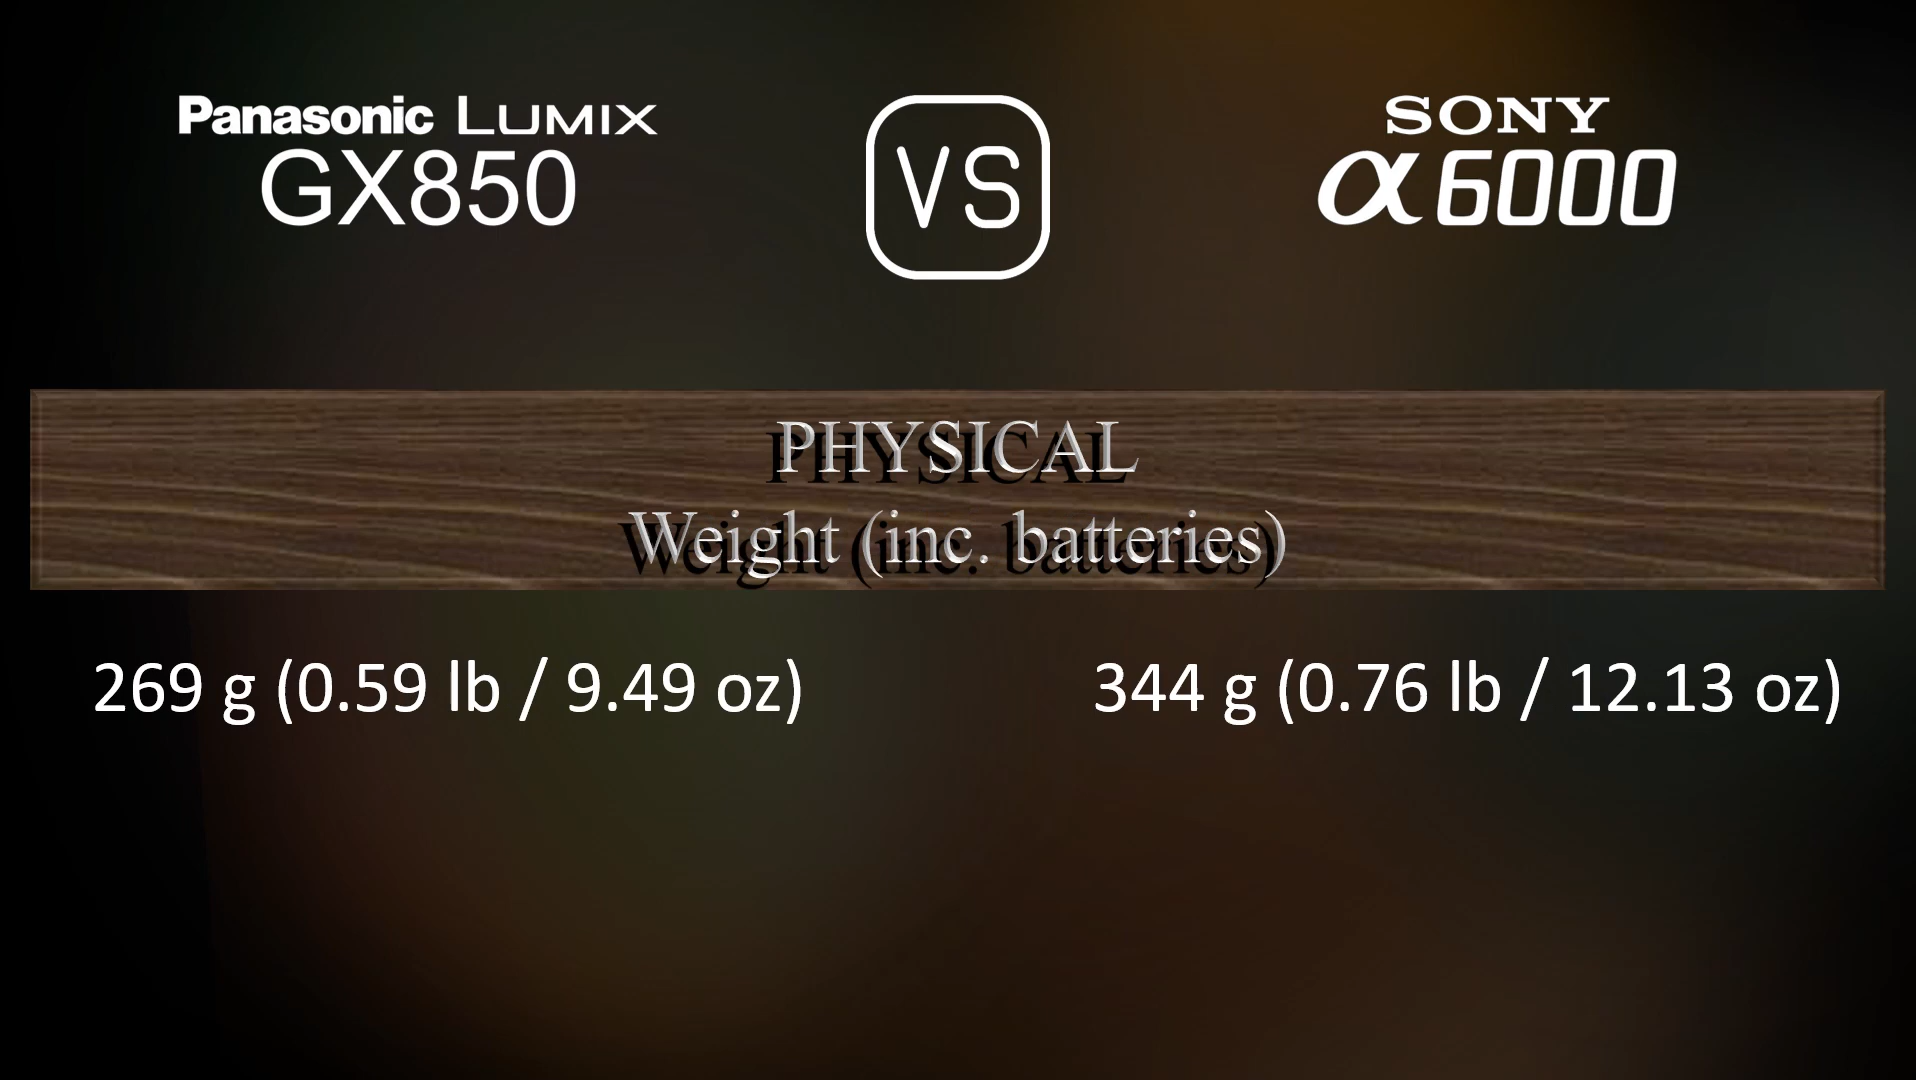 Panasonic LUMIX
GX850
VS
SONY
α6000
PHYSICAL
Weight (inc. batteries)
269 g (0.59 lb / 9.49 oz)
344 g (0.76 lb / 12.13 oz)